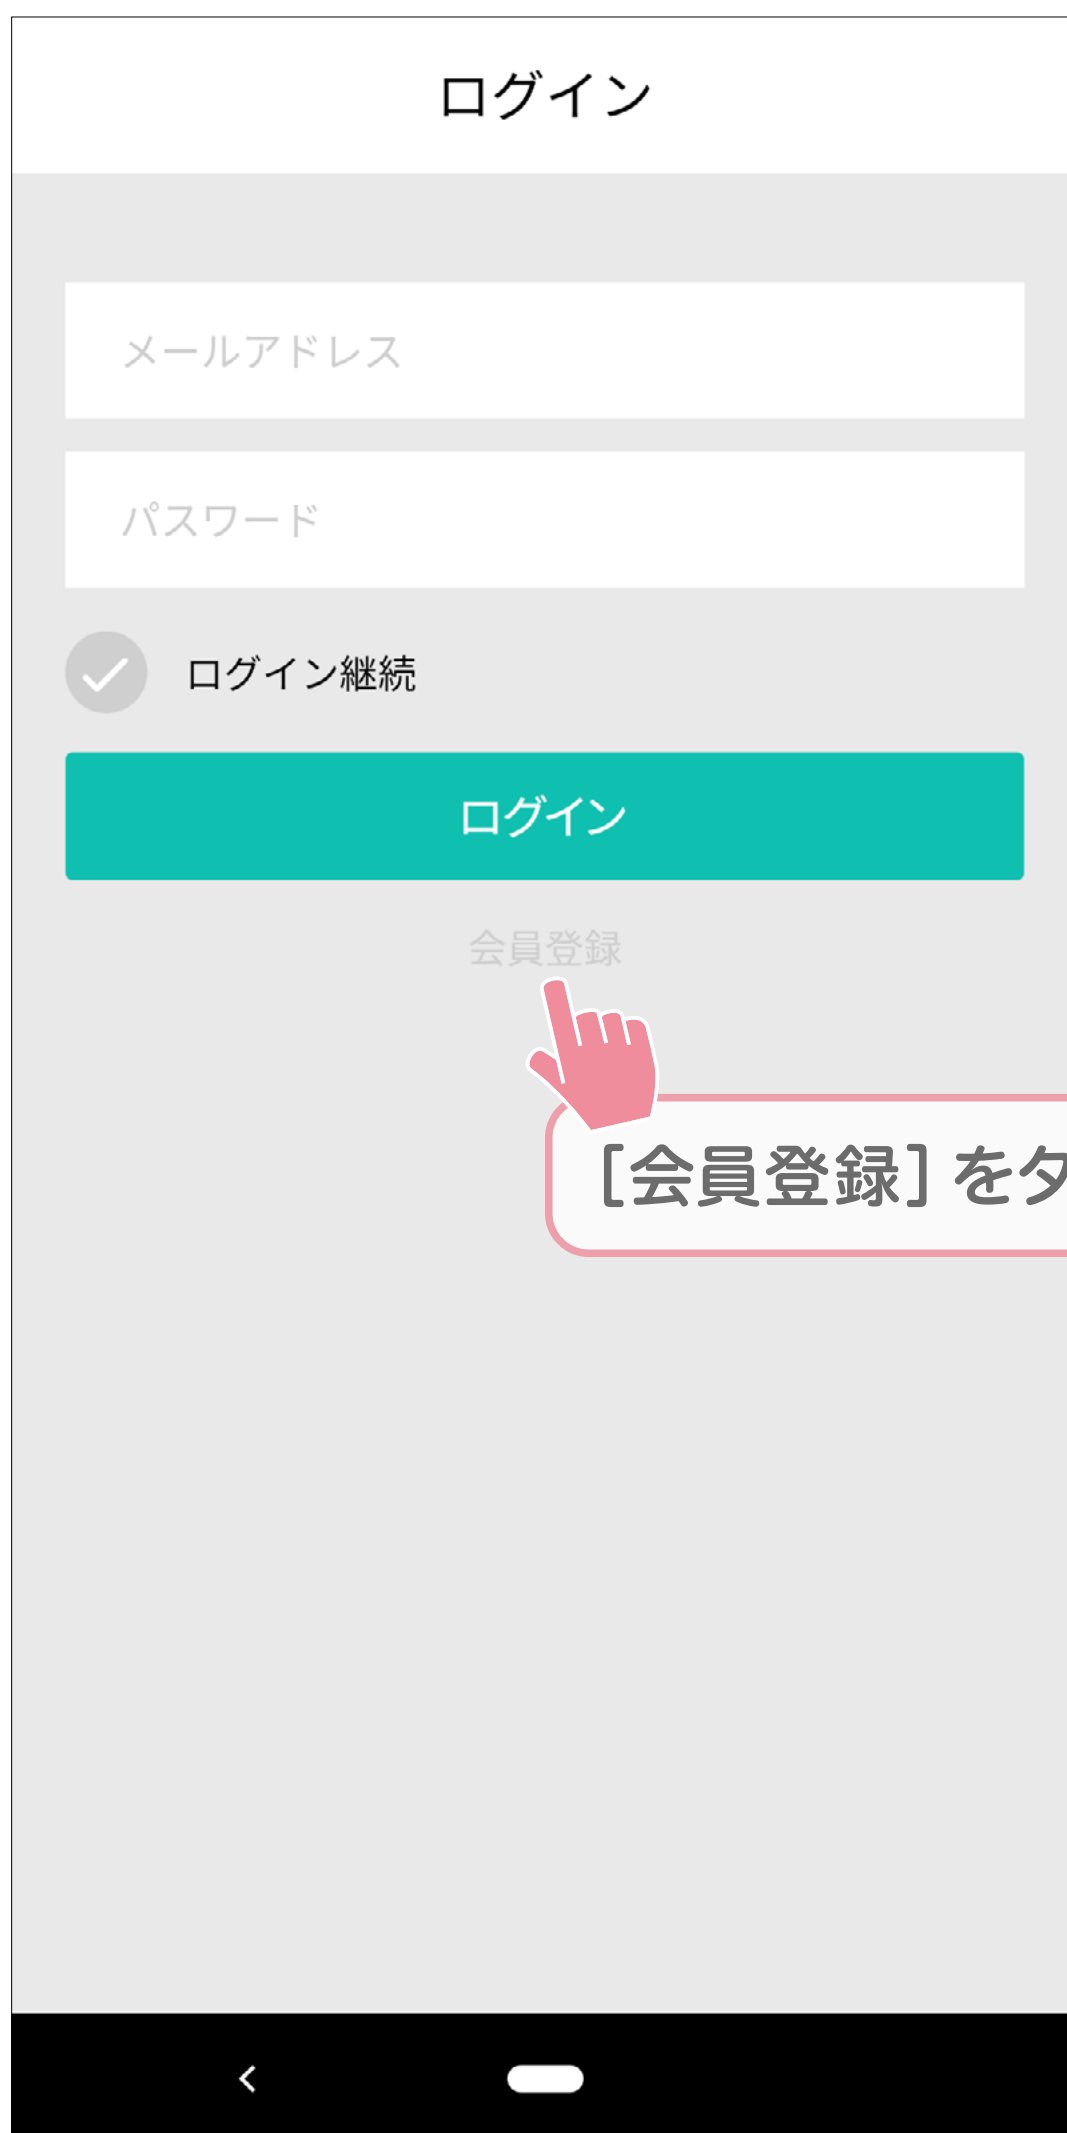 ログイン
メールアドレス
パスワード
ログイン継続
ログイン
会員登録
[会員登録]をタ